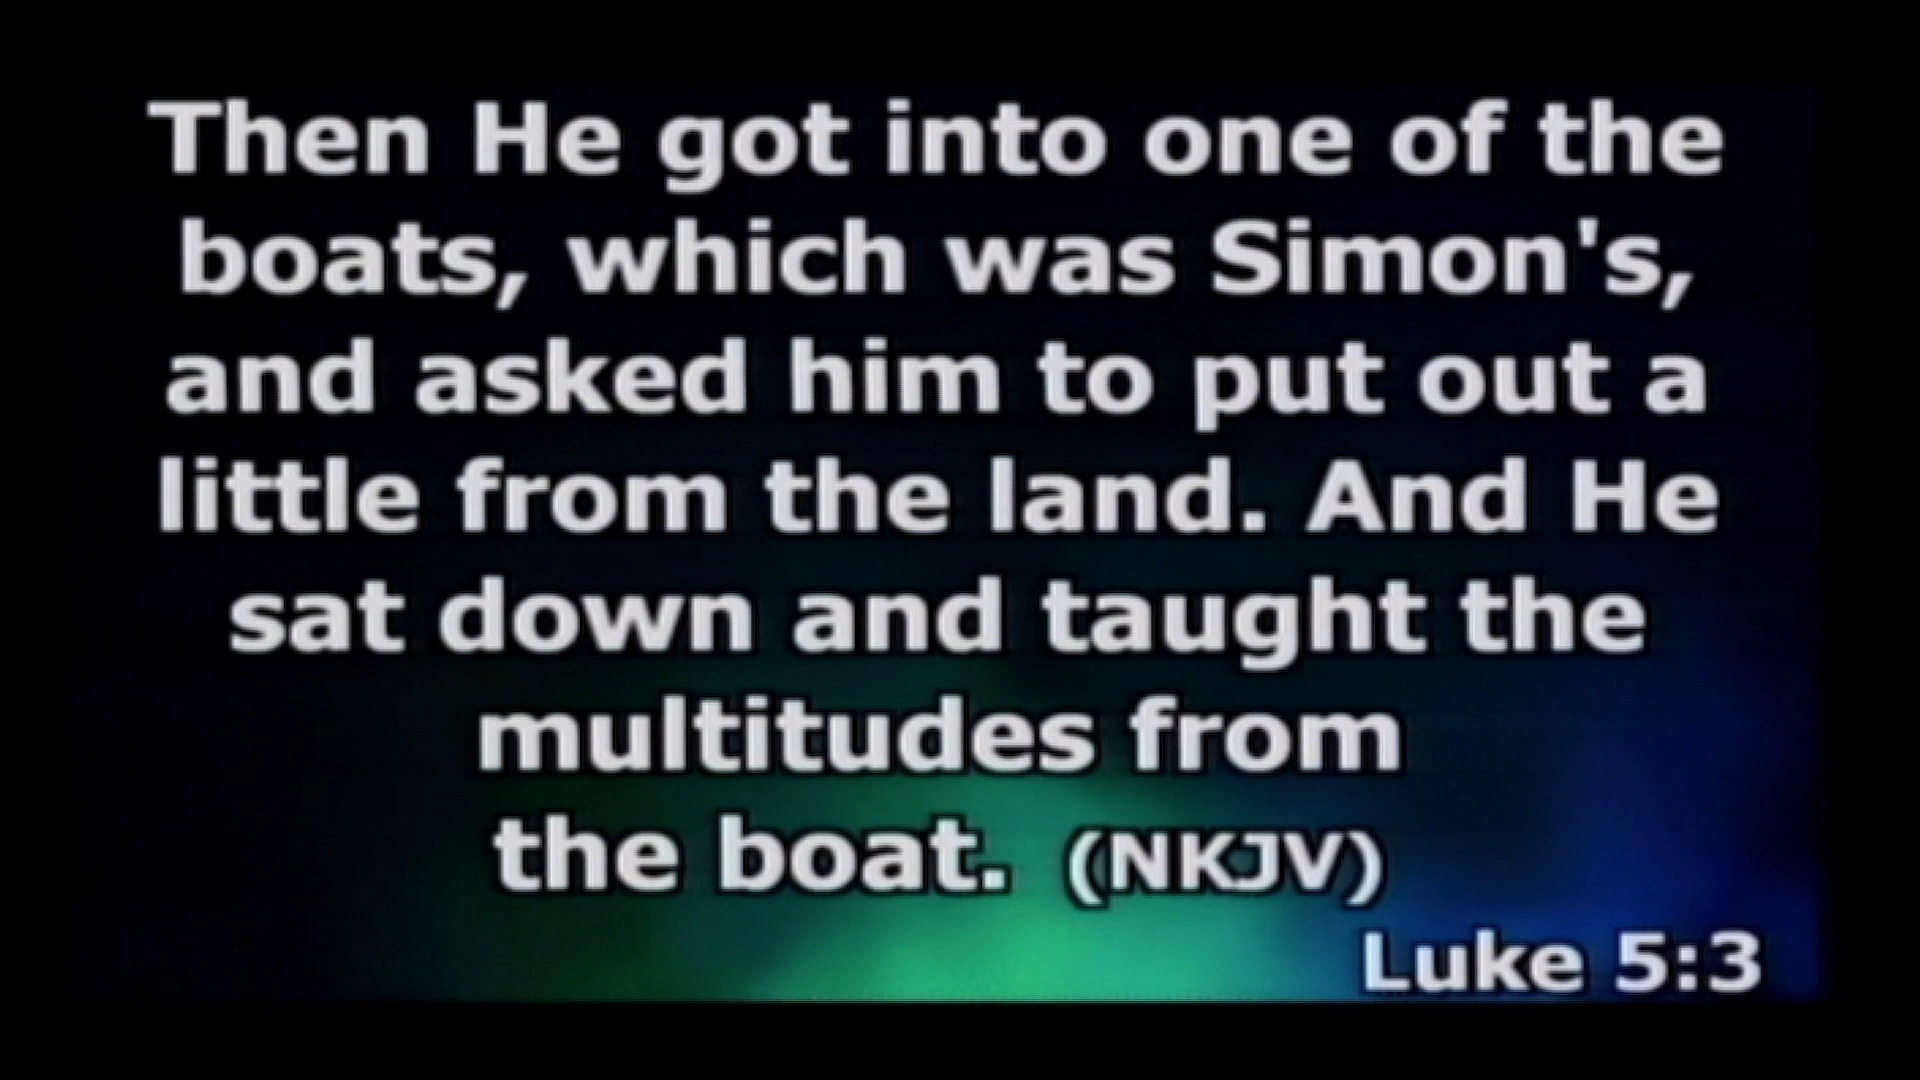 Then He got into one of the
boats, which was Simon's,
and asked him to put out a
little from the land. And He
sat down and taught the
multitudes from
the boat. (NKJV)
Luke 5:3